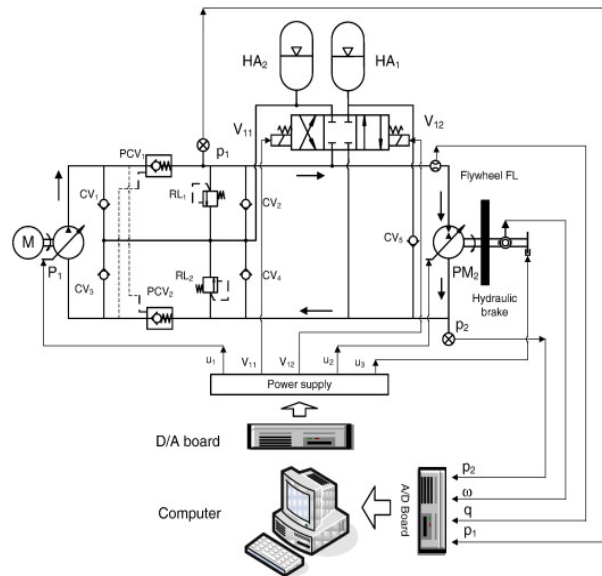 HA₂
HA₁
V₁₁
V₁₂
PCV₁
p₁
Flywheel FL
CV₁
RL₁
CV₂
M
P₁
CV₅
PM₂
CV₃
RL₂
CV₄
PCV₂
Hydraulic
brake
p₂
u₁
V₁₁
V₁₂
u₂
u₃
Power supply
D/A board
Computer
A/D Board
p₂
ω
q
p₁